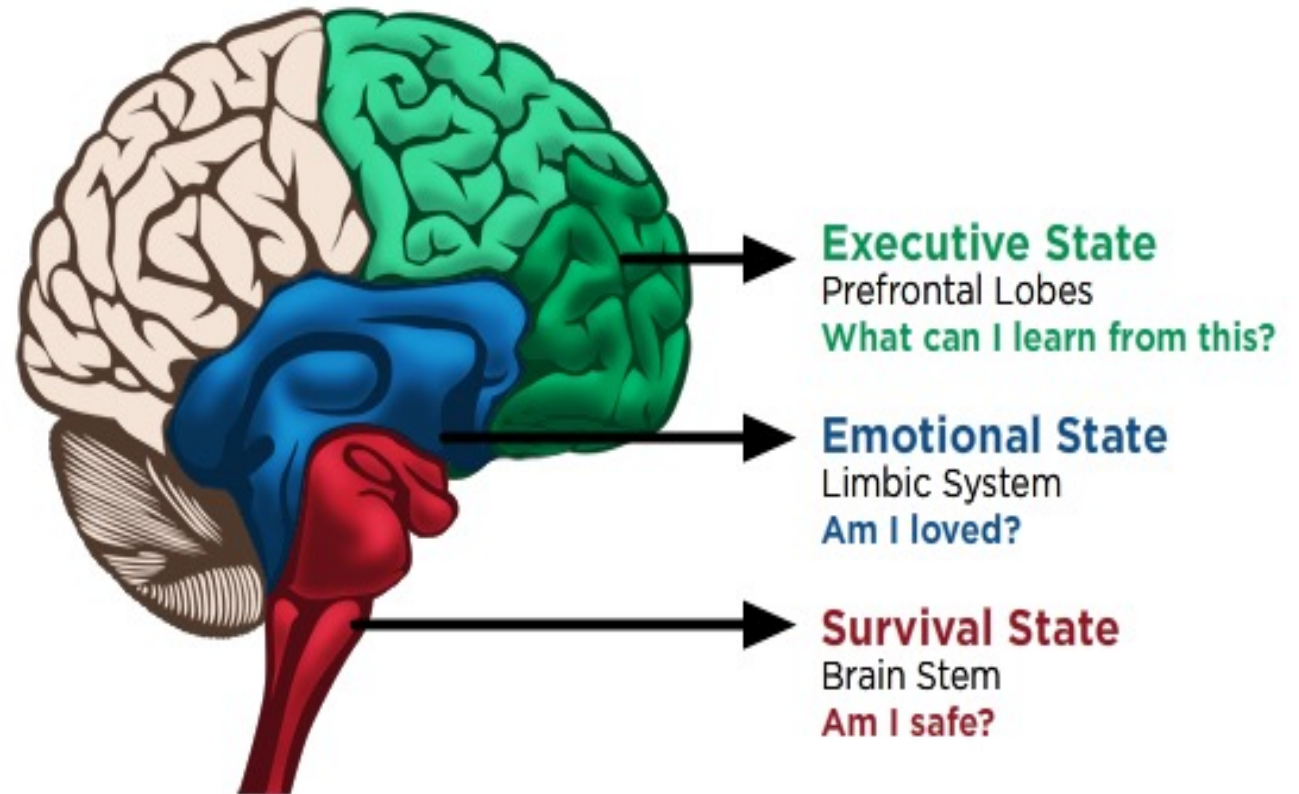 Executive State
Prefrontal Lobes
What can I learn from this?
Emotional State
Limbic System
Am I loved?
Survival State
Brain Stem
Am I safe?